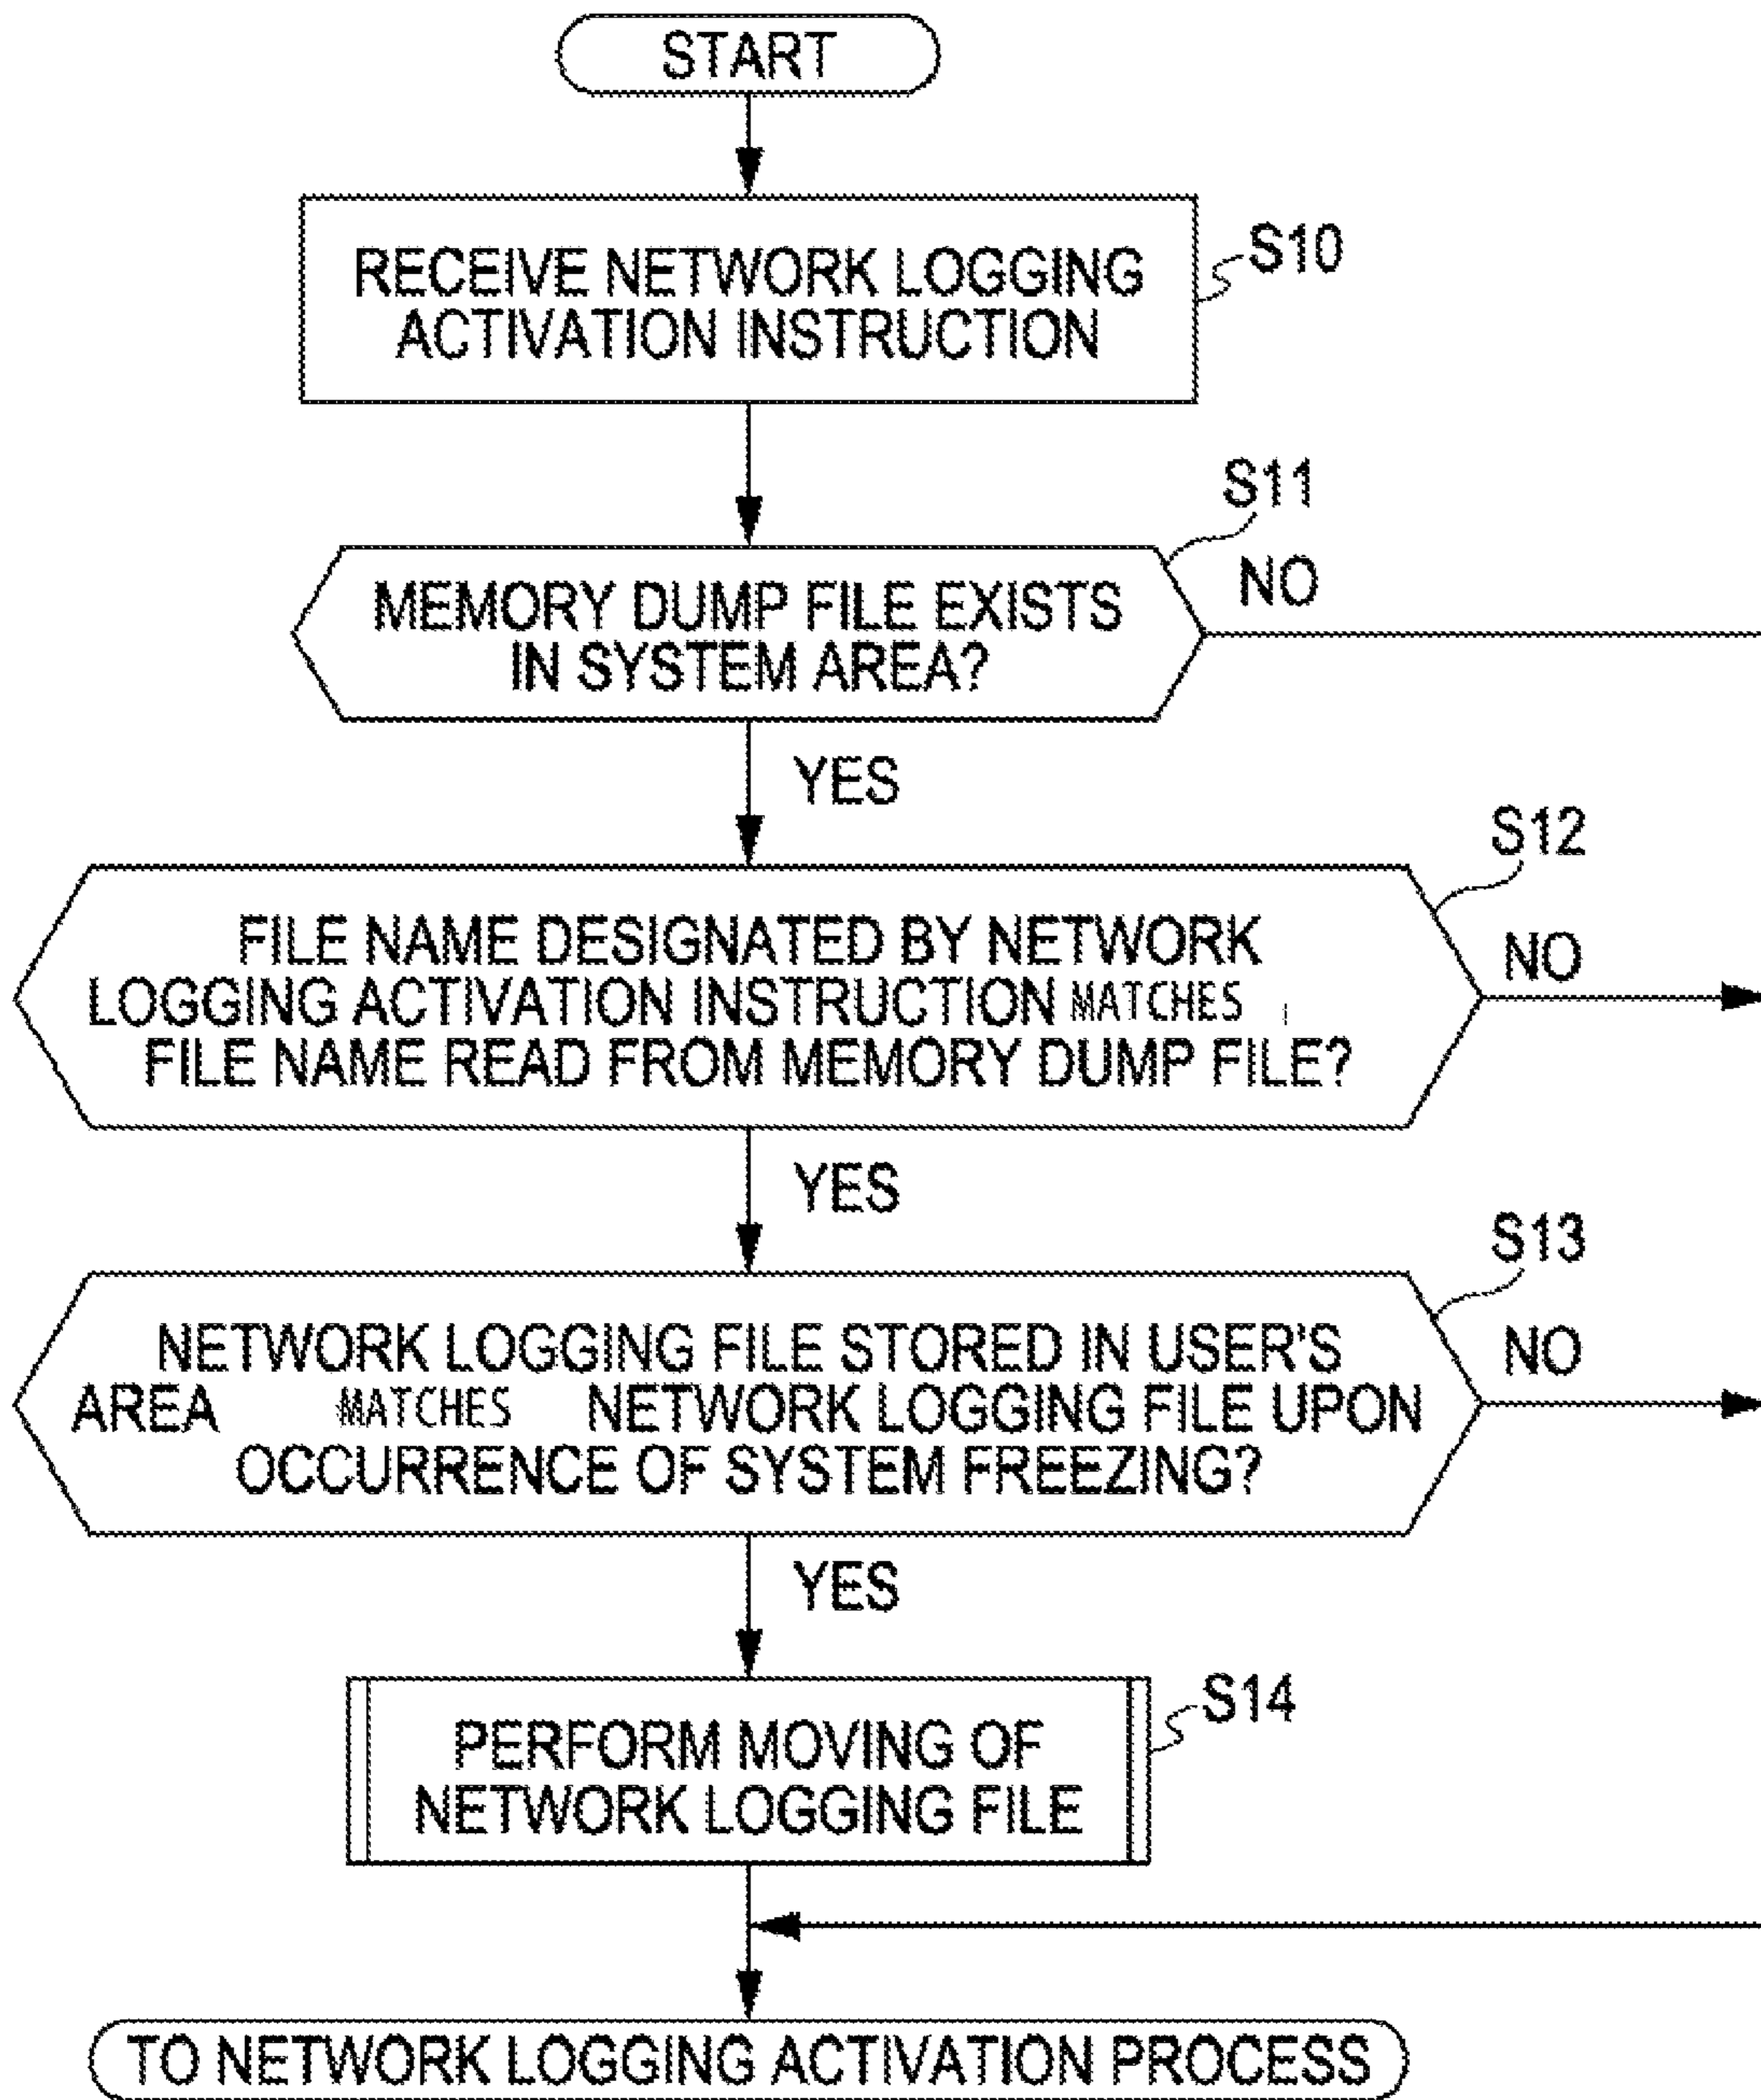 START
RECEIVE NETWORK LOGGING
ACTIVATION INSTRUCTION
S10
S11
MEMORY DUMP FILE EXISTS
IN SYSTEM AREA?
NO
YES
S12
FILE NAME DESIGNATED BY NETWORK
LOGGING ACTIVATION INSTRUCTION MATCHES
FILE NAME READ FROM MEMORY DUMP FILE?
NO
YES
S13
NETWORK LOGGING FILE STORED IN USER'S
AREA MATCHES NETWORK LOGGING FILE UPON
OCCURRENCE OF SYSTEM FREEZING?
NO
YES
S14
PERFORM MOVING OF
NETWORK LOGGING FILE
TO NETWORK LOGGING ACTIVATION PROCESS